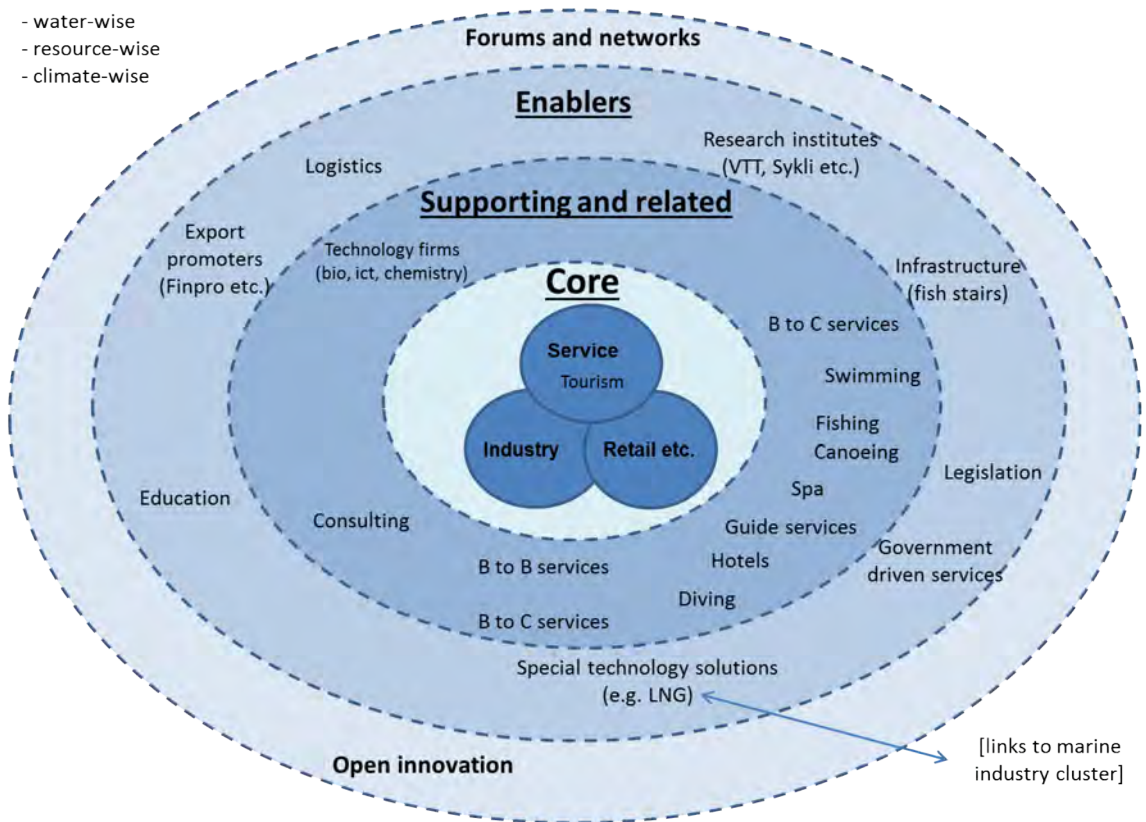 - water-wise
- resource-wise
- climate-wise
Forums and networks
Enablers
Logistics
Research institutes
(VTT, Sykli etc.)
Supporting and related
Export
promoters
(Finpro etc.)
Technology firms
(bio, ict, chemistry)
Infrastructure
(fish stairs)
Core
B to C services
Service
Tourism
Swimming
Fishing
Canoeing
Industry
Retail etc.
Legislation
Education
Spa
Consulting
Guide services
Government
driven services
Hotels
B to B services
Diving
B to C services
Special technology solutions
(e.g. LNG)
[links to marine
industry cluster]
Open innovation